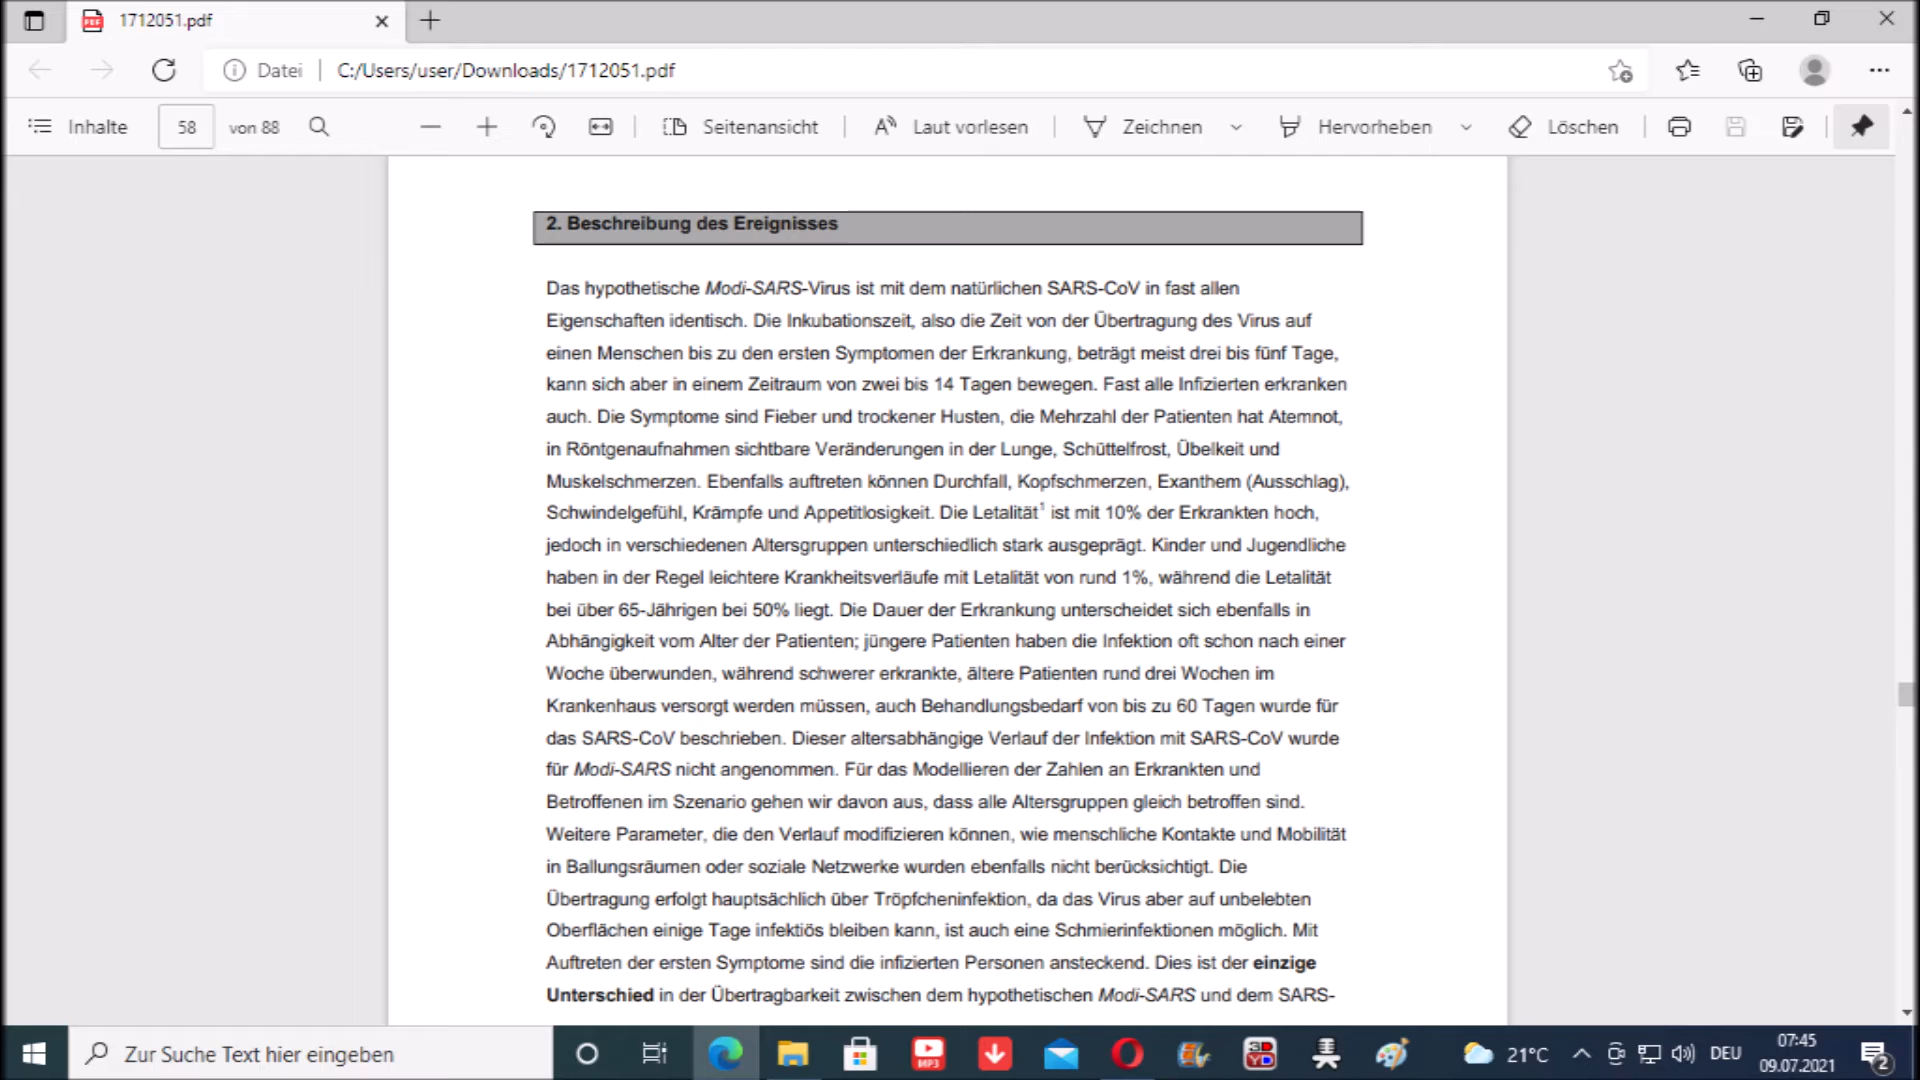 1712051.pdf
Datei
C:/Users/user/Downloads/1712051.pdf
Inhalte
58
von 88
Seitenansicht
Laut vorlesen
Zeichnen
Hervorheben
Löschen
2. Beschreibung des Ereignisses
Das hypothetische Modi-SARS-Virus ist mit dem natürlichen SARS-CoV in fast allen
Eigenschaften identisch. Die Inkubationszeit, also die Zeit von der Übertragung des Virus auf
einen Menschen bis zu den ersten Symptomen der Erkrankung, beträgt meist drei bis fünf Tage,
kann sich aber in einem Zeitraum von zwei bis 14 Tagen bewegen. Fast alle Infizierten erkranken
auch. Die Symptome sind Fieber und trockener Husten, die Mehrzahl der Patienten hat Atemnot,
in Röntgenaufnahmen sichtbare Veränderungen in der Lunge, Schüttelfrost, Übelkeit und
Muskelschmerzen. Ebenfalls auftreten können Durchfall, Kopfschmerzen, Exanthem (Ausschlag),
Schwindelgefühl, Krämpfe und Appetitlosigkeit. Die Letalität¹ ist mit 10% der Erkrankten hoch,
jedoch in verschiedenen Altersgruppen unterschiedlich stark ausgeprägt. Kinder und Jugendliche
haben in der Regel leichtere Krankheitsverläufe mit Letalität von rund 1%, während die Letalität
bei über 65-Jährigen bei 50% liegt. Die Dauer der Erkrankung unterscheidet sich ebenfalls in
Abhängigkeit vom Alter der Patienten; jüngere Patienten haben die Infektion oft schon nach einer
Woche überwunden, während schwerer erkrankte, ältere Patienten rund drei Wochen im
Krankenhaus versorgt werden müssen, auch Behandlungsbedarf von bis zu 60 Tagen wurde für
das SARS-CoV beschrieben. Dieser altersabhängige Verlauf der Infektion mit SARS-CoV wurde
für Modi-SARS nicht angenommen. Für das Modellieren der Zahlen an Erkrankten und
Betroffenen im Szenario gehen wir davon aus, dass alle Altersgruppen gleich betroffen sind.
Weitere Parameter, die den Verlauf modifizieren können, wie menschliche Kontakte und Mobilität
in Ballungsräumen oder soziale Netzwerke wurden ebenfalls nicht berücksichtigt. Die
Übertragung erfolgt hauptsächlich über Tröpfcheninfektion, da das Virus aber auf unbelebten
Oberflächen einige Tage infektiös bleiben kann, ist auch eine Schmierinfektionen möglich. Mit
Auftreten der ersten Symptome sind die infizierten Personen ansteckend. Dies ist der einzige
Unterschied in der Übertragbarkeit zwischen dem hypothetischen Modi-SARS und dem SARS-
Zur Suche Text hier eingeben
MP3
3D
YD
21°C
DEU
07:45
09.07.2021
2